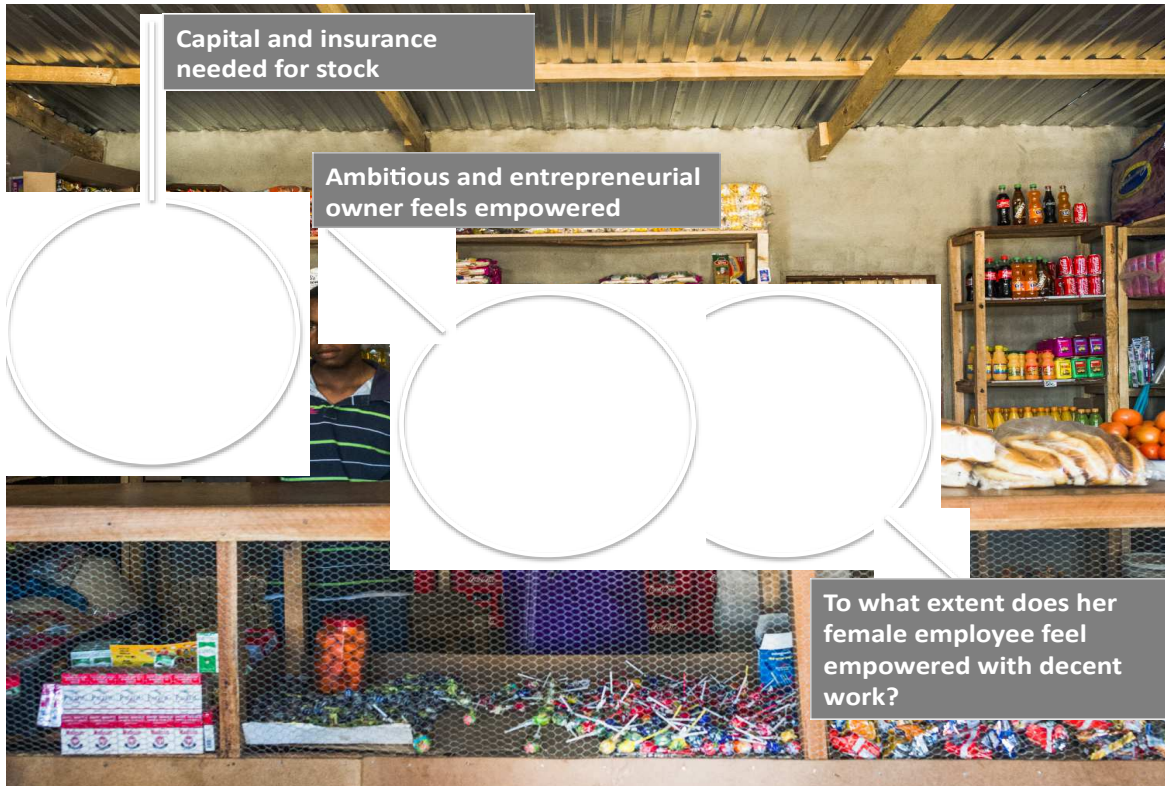 Capital and insurance
needed for stock
Ambitious and entrepreneurial
owner feels empowered
To what extent does her
female employee feel
empowered with decent
work?